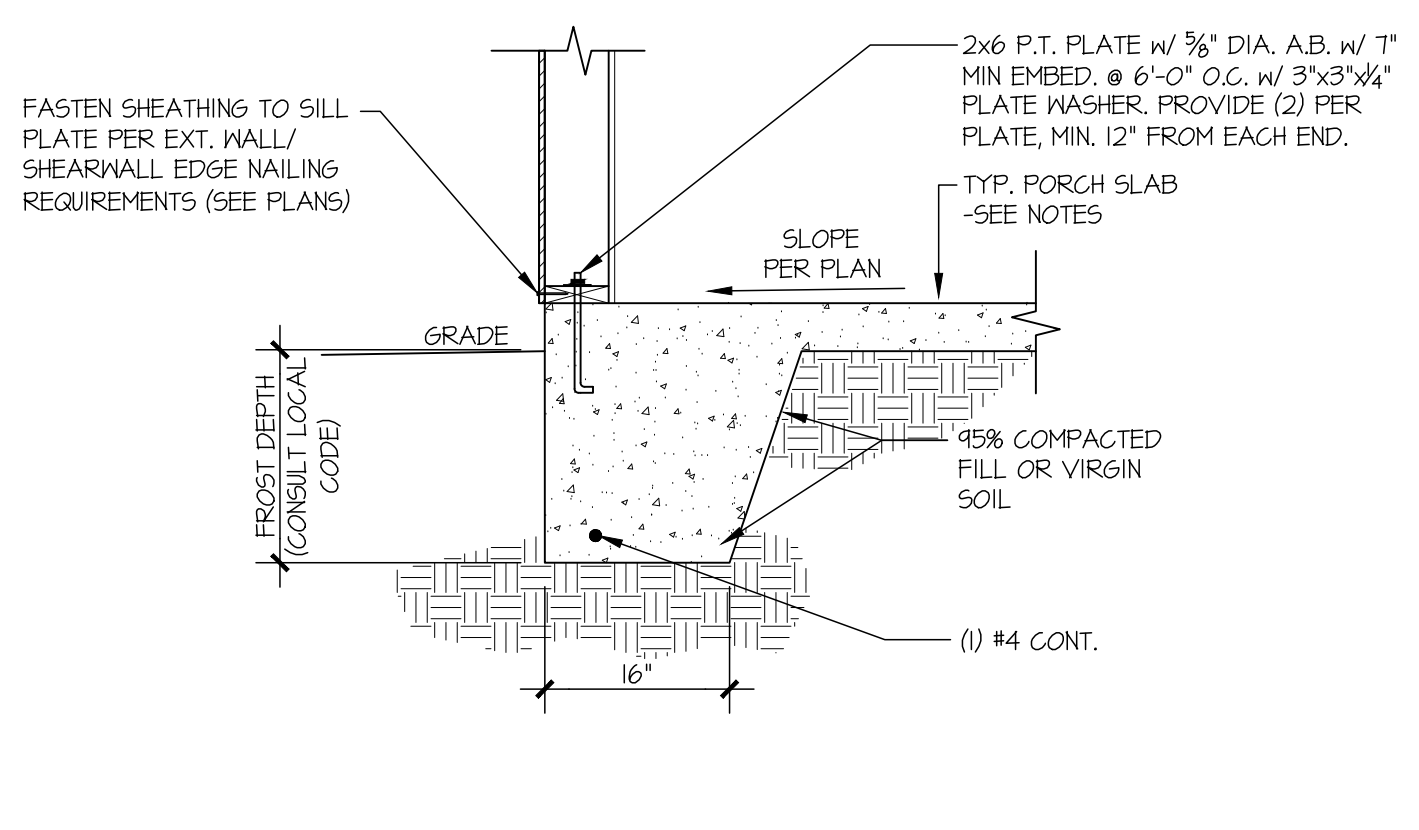 2x6 P.T. PLATE w/ 5/8" DIA. A.B. w/ 7"
MIN EMBED. @ 6'-0" O.C. w/ 3"x3"x1/4"
PLATE WASHER. PROVIDE (2) PER
PLATE, MIN. 12" FROM EACH END.
FASTEN SHEATHING TO SILL
PLATE PER EXT. WALL/
SHEARWALL EDGE NAILING
REQUIREMENTS (SEE PLANS)
TYP. PORCH SLAB
-SEE NOTES
SLOPE
PER PLAN
GRADE
FROST DEPTH
(CONSULT LOCAL
CODE)
95% COMPACTED
FILL OR VIRGIN
SOIL
(1) #4 CONT.
16"